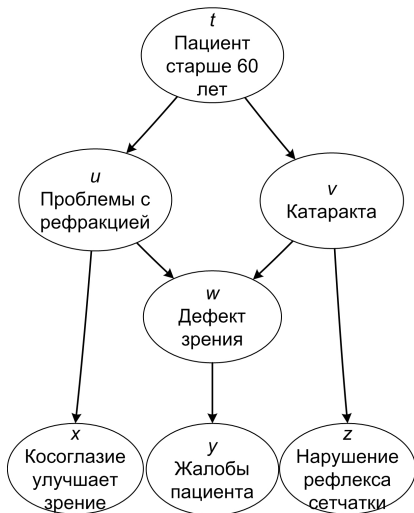 t
Пациент
старше 60
лет
u
Проблемы с
рефракцией
v
Катаракта
w
Дефект
зрения
x
Косоглазие
улучшает
зрение
y
Жалобы
пациента
z
Нарушение
рефлекса
сетчатки